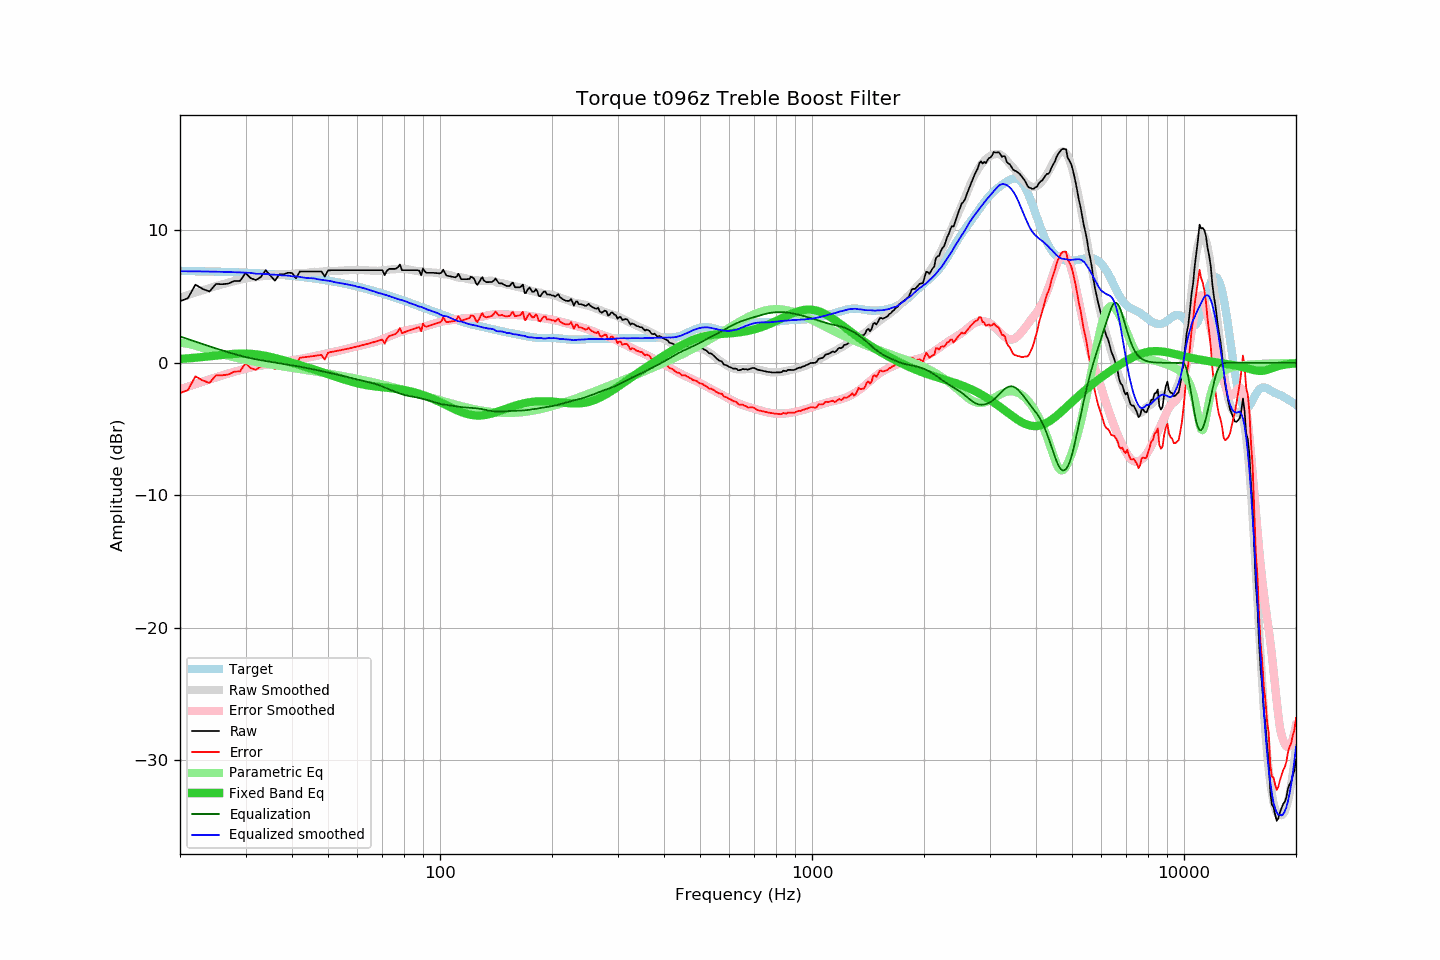 Torque t096z Treble Boost Filter
10
0
−10
−20
−30
Amplitude (dBr)
Target
Raw Smoothed
Error Smoothed
Raw
Error
Parametric Eq
Fixed Band Eq
Equalization
Equalized smoothed
100
1000
10000
Frequency (Hz)